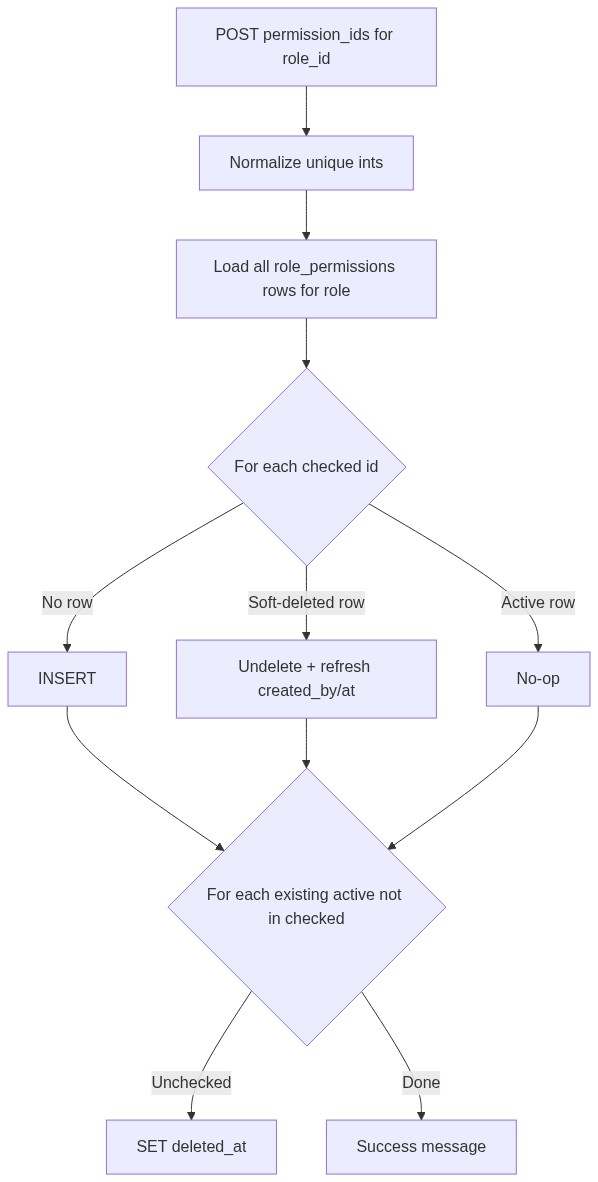 POST permission_ids for
role_id
Normalize unique ints
Load all role_permissions
rows for role
For each checked id
No row
Soft-deleted row
Active row
INSERT
Undelete + refresh
created_by/at
No-op
For each existing active not
in checked
Unchecked
Done
SET deleted_at
Success message